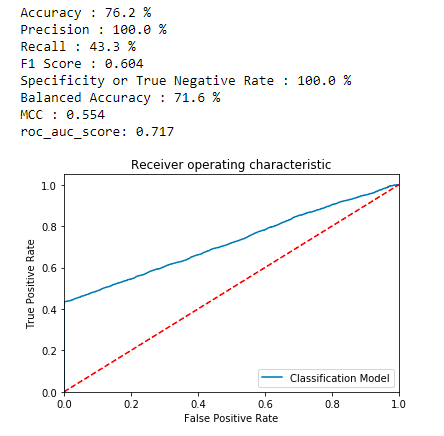 Accuracy : 76.2 %
Precision : 100.0 %
Recall : 43.3 %
F1 Score : 0.604
Specificity or True Negative Rate : 100.0 %
Balanced Accuracy : 71.6 %
MCC : 0.554
roc_auc_score: 0.717
Receiver operating characteristic
1.0
0.8
0.6
0.4
0.2
0.0
True Positive Rate
Classification Model
0.0 0.2 0.4 0.6 0.8 1.0
False Positive Rate